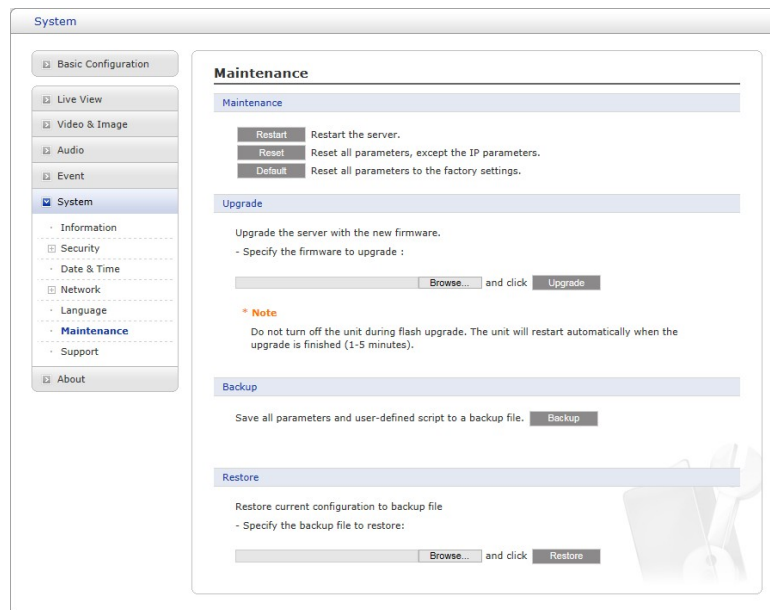 System
Basic Configuration
Live View
Video & Image
Audio
Event
System
Information
Security
Date & Time
Network
Language
Maintenance
Support
About
Maintenance
Maintenance
Restart Restart the server.
Reset Reset all parameters, except the IP parameters.
Default Reset all parameters to the factory settings.
Upgrade
Upgrade the server with the new firmware.
- Specify the firmware to upgrade :
Browse... and click Upgrade
* Note
Do not turn off the unit during flash upgrade. The unit will restart automatically when the
upgrade is finished (1-5 minutes).
Backup
Save all parameters and user-defined script to a backup file. Backup
Restore
Restore current configuration to backup file
- Specify the backup file to restore:
Browse... and click Restore